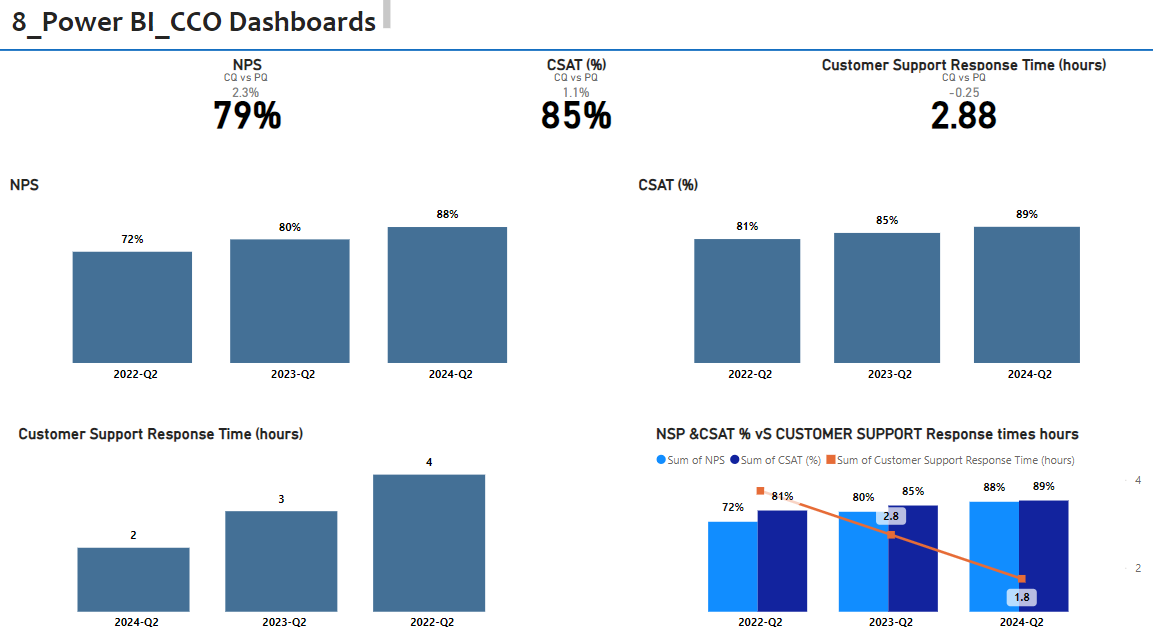 8_Power BI_CCO Dashboards
NPS
CQ vs PQ
2.3%
79%
CSAT (%)
CQ vs PQ
1.1%
85%
Customer Support Response Time (hours)
CQ vs PQ
-0.25
2.88
NPS
72%
80%
88%
2022-Q2
2023-Q2
2024-Q2
CSAT (%)
81%
85%
89%
2022-Q2
2023-Q2
2024-Q2
Customer Support Response Time (hours)
2
3
4
2024-Q2
2023-Q2
2022-Q2
NSP &CSAT % vS CUSTOMER SUPPORT Response times hours
Sum of NPS Sum of CSAT (%) Sum of Customer Support Response Time (hours)
72%
81%
80%
85%
88%
89%
2.8
1.8
4
2
2022-Q2
2023-Q2
2024-Q2